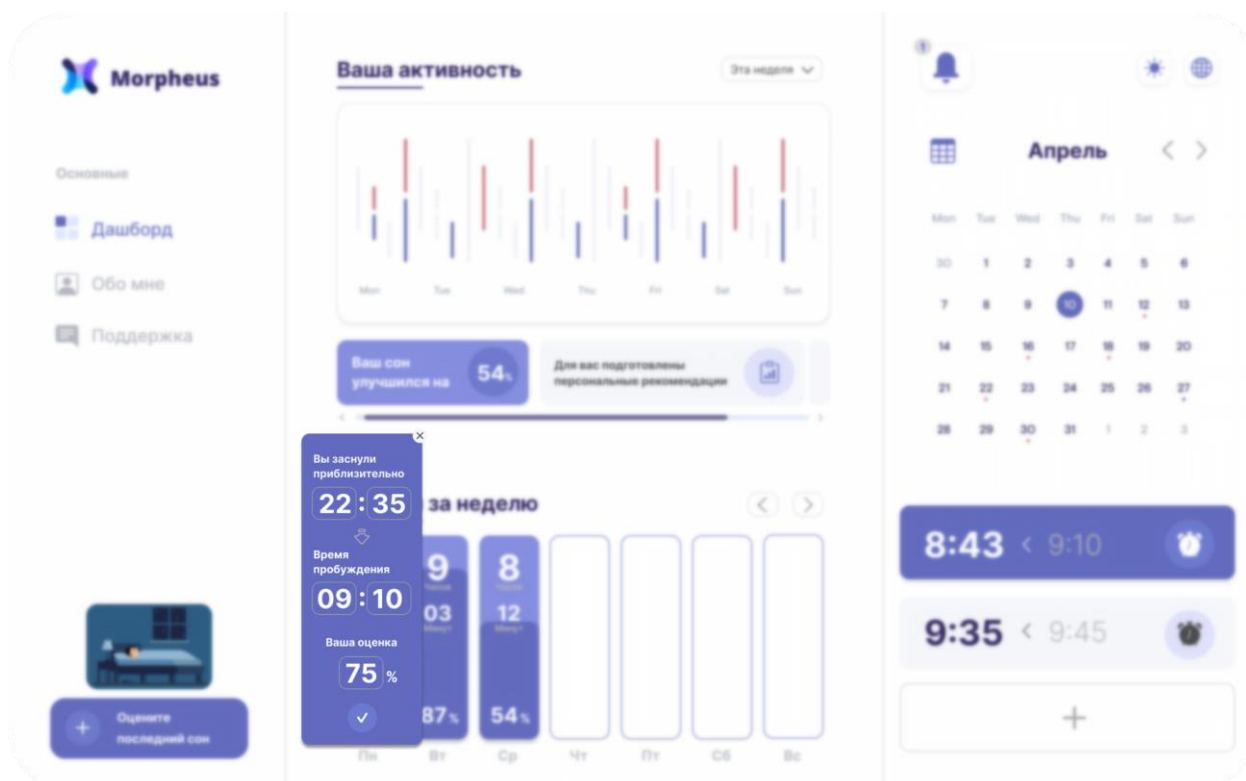 Morpheus
Основные
Дашборд
Обо мне
Поддержка
+ Оцените
последний сон
Ваша активность
Эта неделя
Mon Tue Wed Thu Fri Sat Sun
Ваш сон
улучшился на
54%
Для вас подготовлены
персональные рекомендации
Вы заснули
приблизительно
22:35
Время
пробуждения
09:10
Ваша оценка
75 %
за неделю
9 8
Часов Часов
03 12
Минут Минут
87% 54%
Пн Вт Ср Чт Пт Сб Вс
1
Апрель
Mon Tue Wed Thu Fri Sat Sun
30 1 2 3 4 5 6
7 8 9 10 11 12 13
14 15 16 17 18 19 20
21 22 23 24 25 26 27
28 29 30 31 1 2 3
8:43 < 9:10
9:35 < 9:45
+